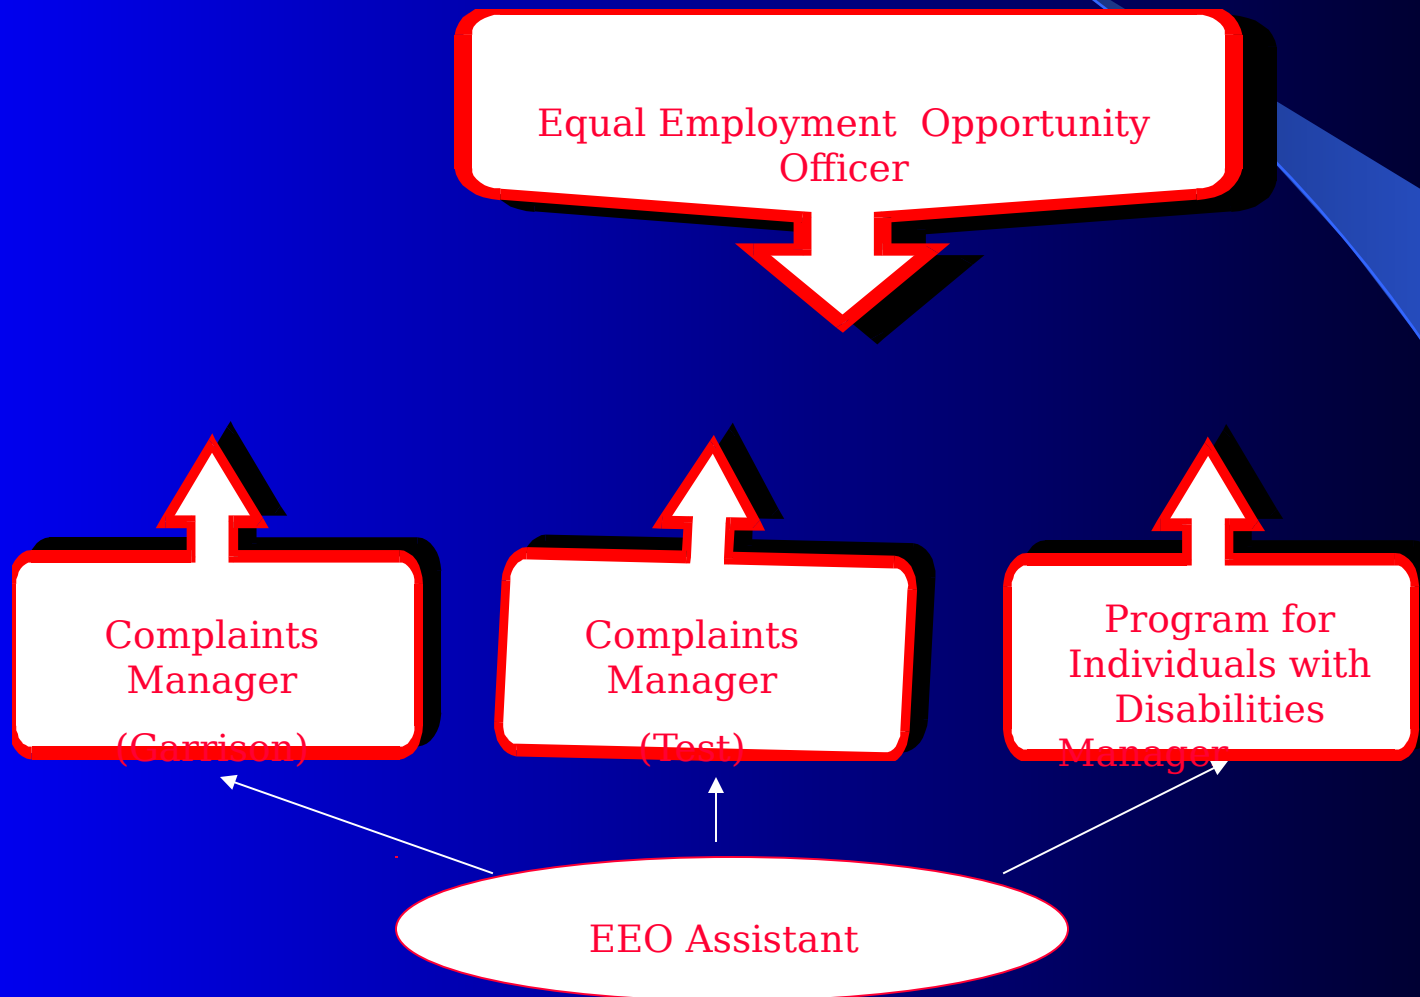 Equal Employment  Opportunity
Officer
Complaints
Manager
(Garrison)
Complaints
Manager
(Test)
Program for
Individuals with
Disabilities
Manager
EEO Assistant